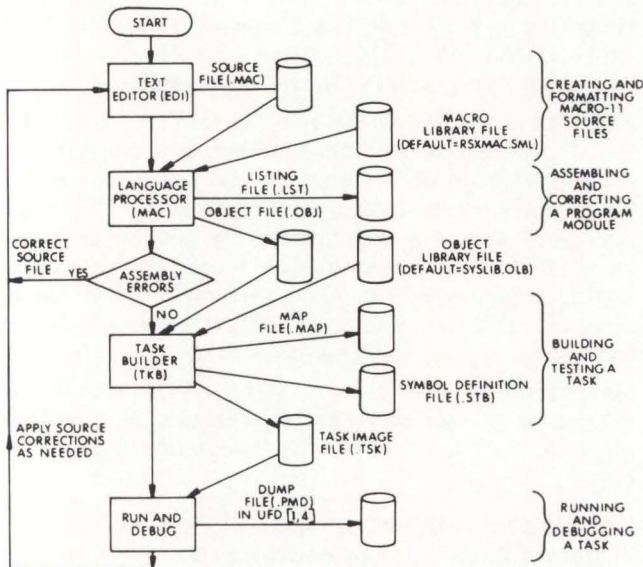 START
TEXT
EDITOR (EDI)
SOURCE
FILE (.MAC)
CREATING AND
FORMATTING
MACRO-11
SOURCE
FILES
MACRO
LIBRARY FILE
(DEFAULT=RSXMAC.SML)
LANGUAGE
PROCESSOR
(MAC)
LISTING
FILE (.LST)
OBJECT FILE(.OBJ)
ASSEMBLING
AND
CORRECTING
A PROGRAM
MODULE
CORRECT
SOURCE
FILE
YES
ASSEMBLY
ERRORS
NO
OBJECT
LIBRARY FILE
(DEFAULT=SYSLIB.OLB)
TASK
BUILDER
(TKB)
MAP
FILE(.MAP)
SYMBOL DEFINITION
FILE (.STB)
BUILDING
AND
TESTING A
TASK
APPLY SOURCE
CORRECTIONS
AS NEEDED
TASK IMAGE
FILE (.TSK)
RUN AND
DEBUG
DUMP
FILE(.PMD)
IN UFD [1,4]
RUNNING
AND
DEBUGGING
A TASK